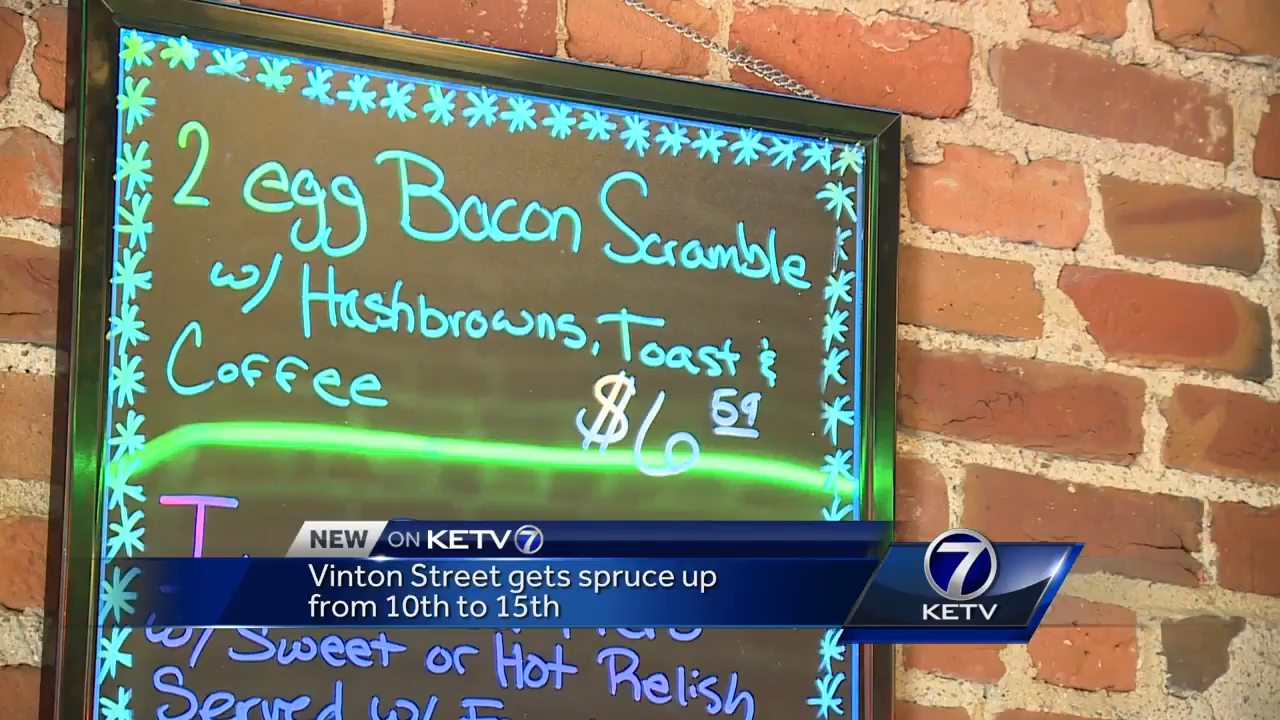 2 egg Bacon Scramble
w/ Hashbrowns, Toast &
Coffee
$6 59
NEW ON KETV 7
Vinton Street gets spruce up
from 10th to 15th
7
KETV
w/ Sweet or Hot Relish
Served w/